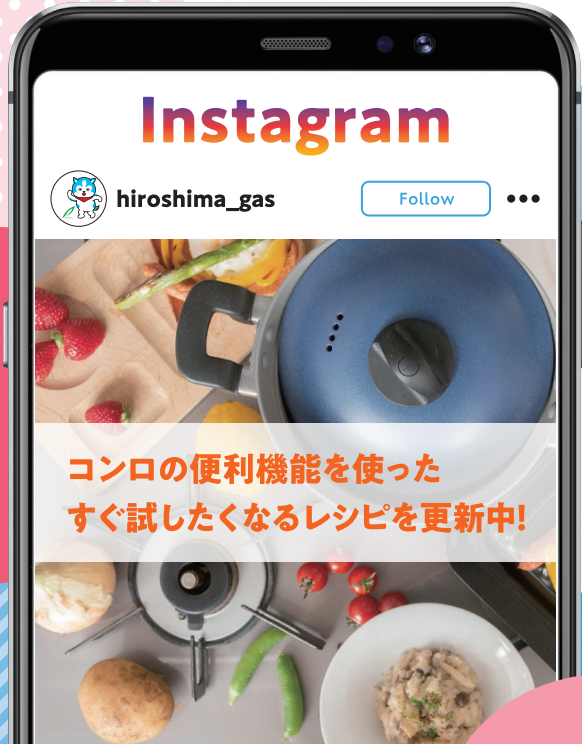 Instagram
hiroshima_gas
Follow
コンロの便利機能を使った
すぐ試したくなるレシピを更新中!